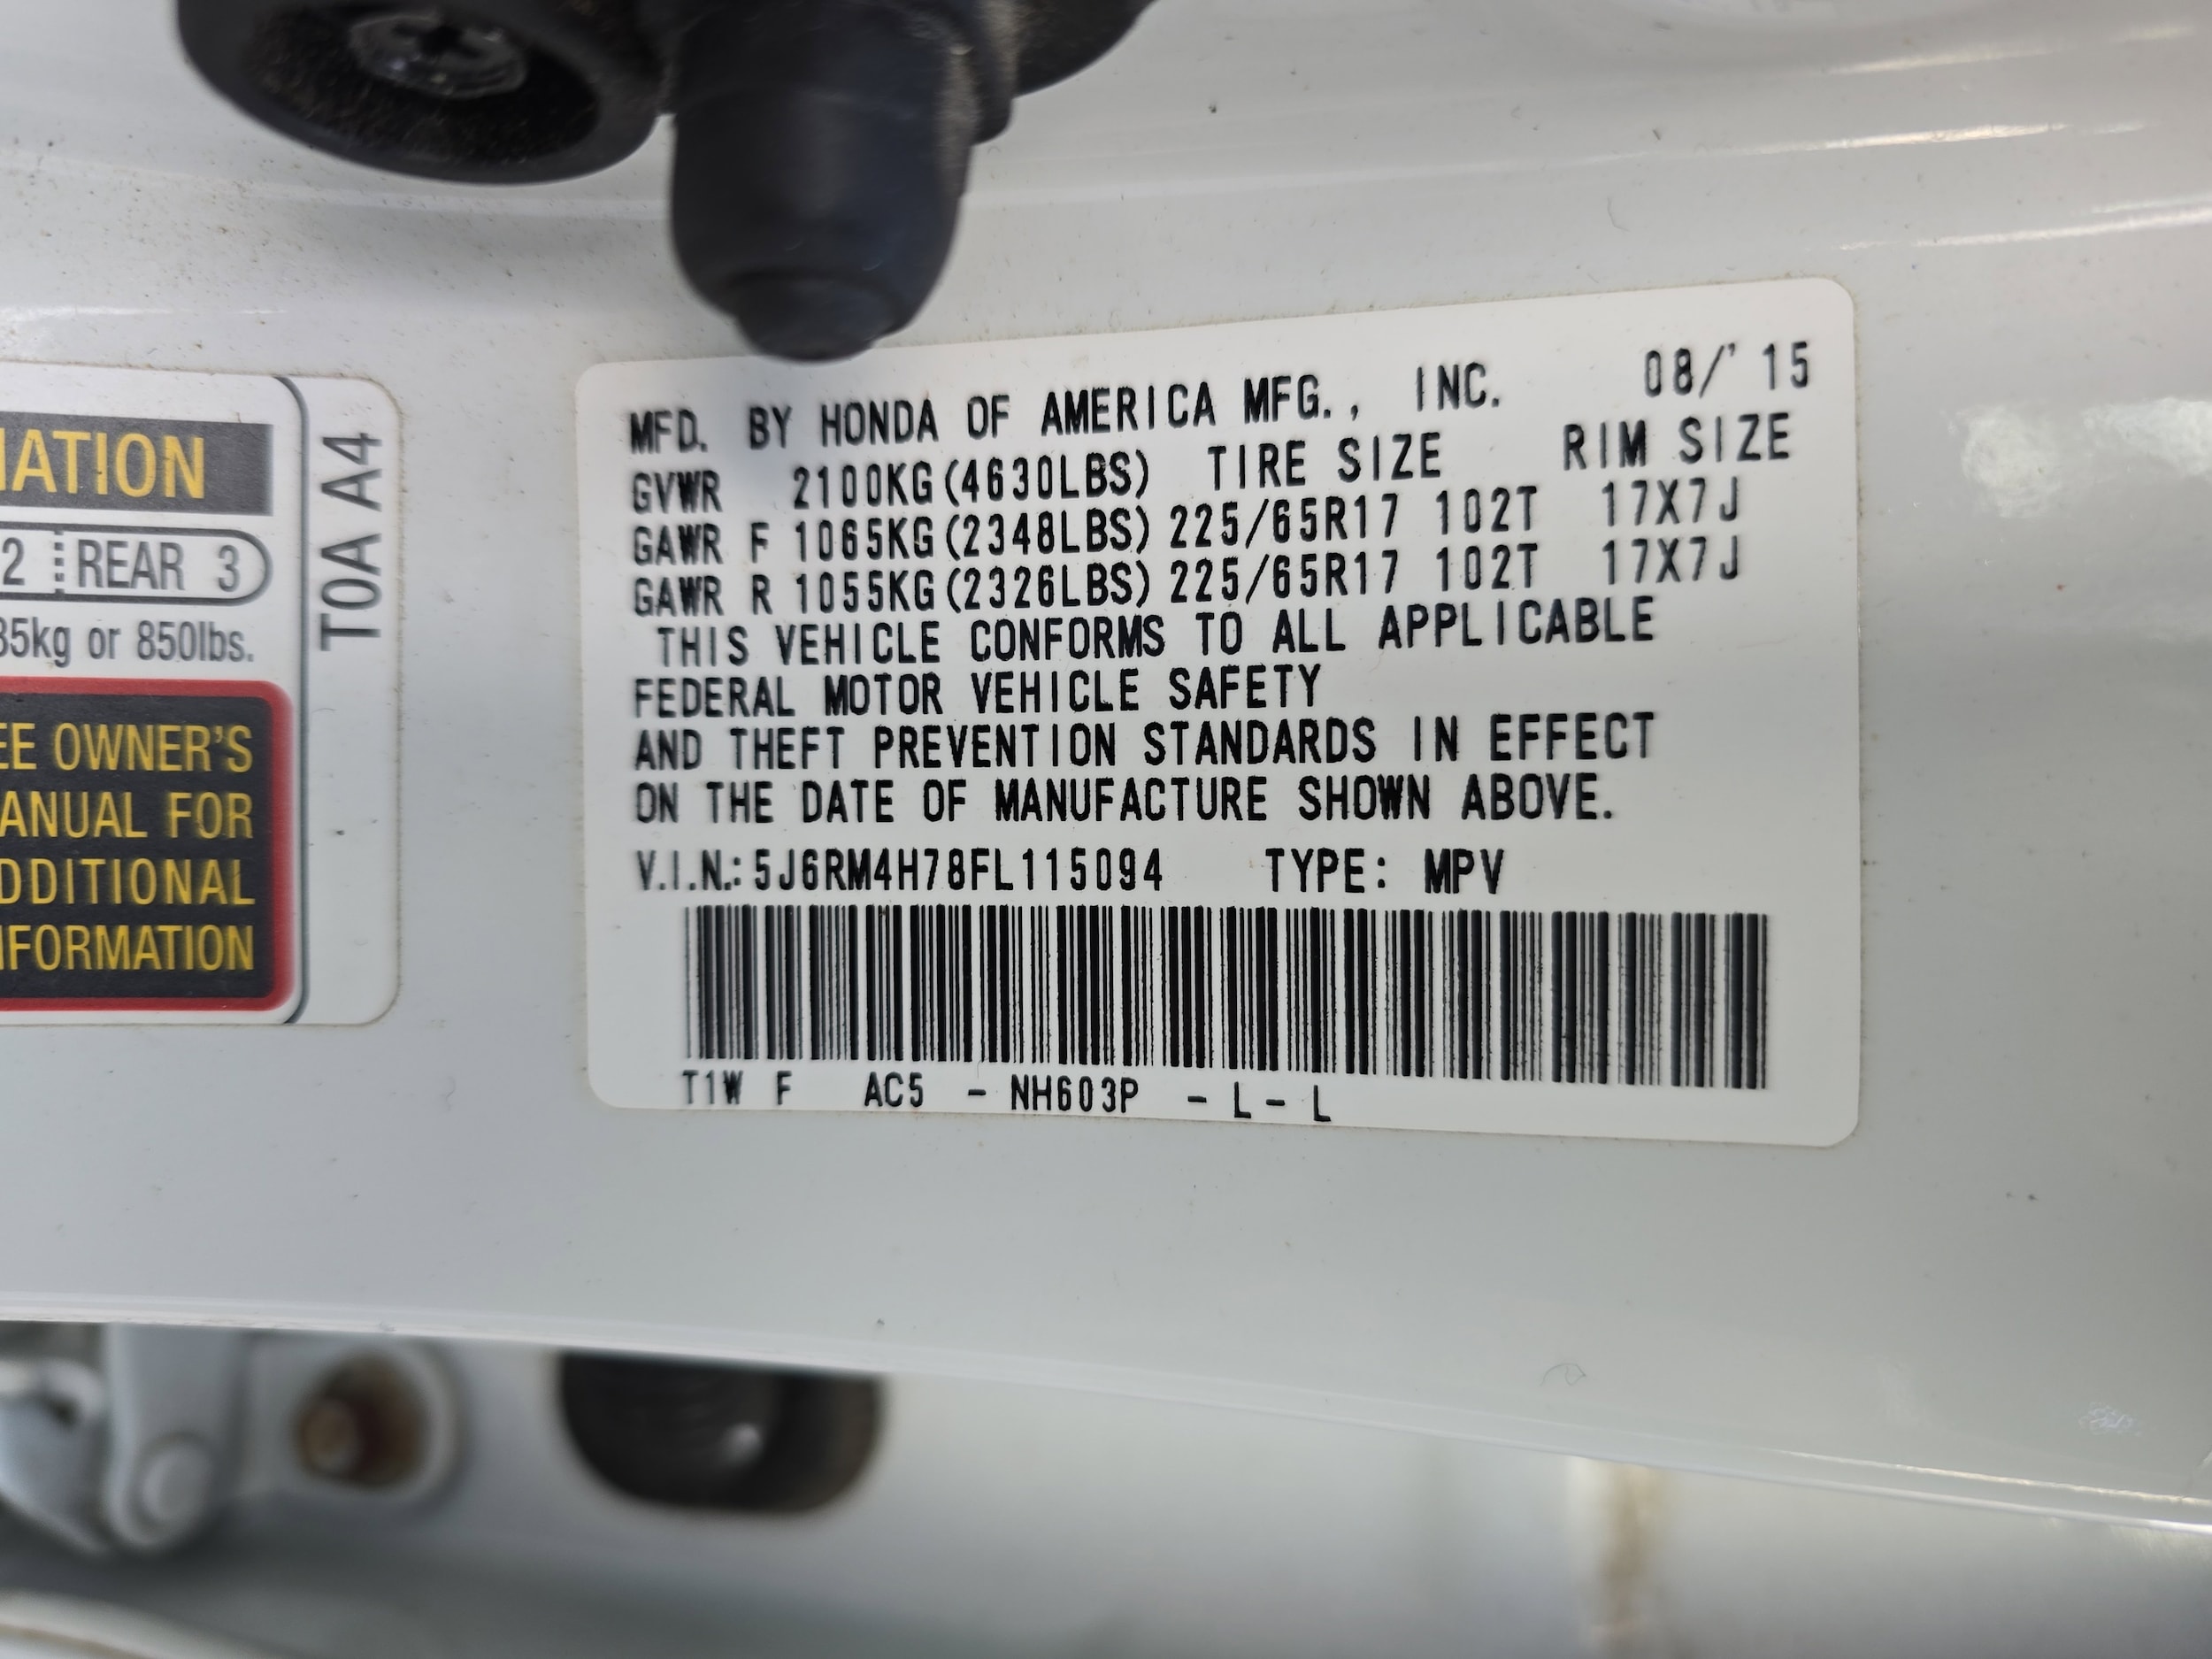 MATION
2 REAR 3
85kg or 850lbs.
EE OWNER'S
ANUAL FOR
DDITIONAL
NFORMATION
T0A A4
MFD. BY HONDA OF AMERICA MFG., INC. 08/'15
GVWR 2100KG(4630LBS) TIRE SIZE RIM SIZE
GAWR F 1065KG(2348LBS) 225/65R17 102T 17X7J
GAWR R 1055KG(2326LBS) 225/65R17 102T 17X7J
THIS VEHICLE CONFORMS TO ALL APPLICABLE
FEDERAL MOTOR VEHICLE SAFETY
AND THEFT PREVENTION STANDARDS IN EFFECT
ON THE DATE OF MANUFACTURE SHOWN ABOVE.
V.I.N.: 5J6RM4H78FL115094 TYPE: MPV
T1W F AC5 - NH603P - L - L